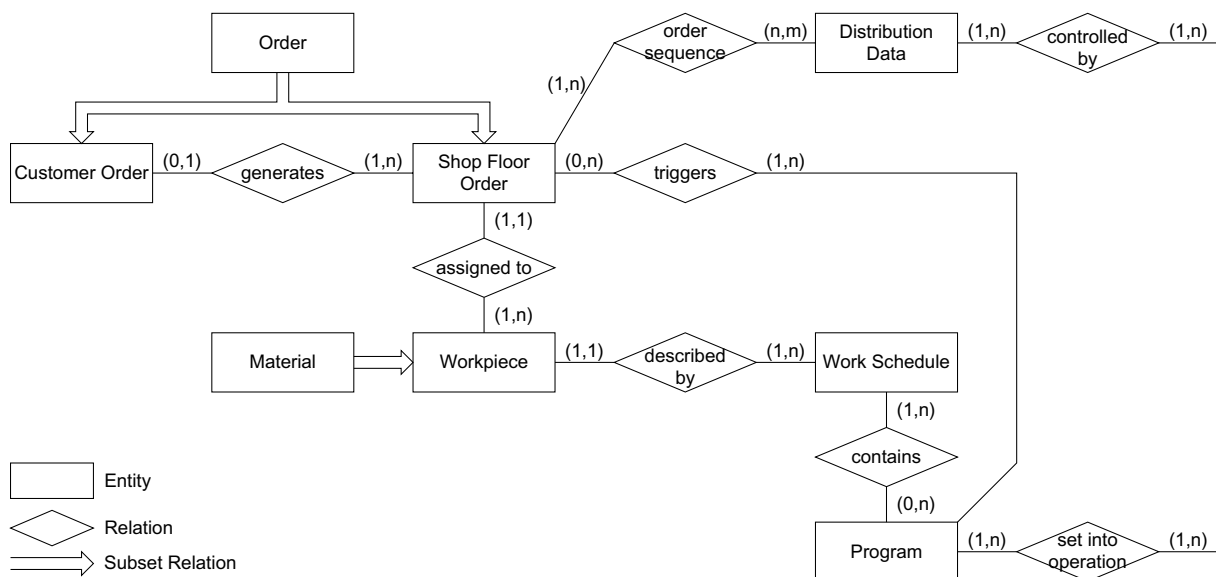 Order
order
sequence
(n,m)
Distribution
Data
(1,n)
controlled
by
(1,n)
(1,n)
Customer Order
(0,1)
generates
(1,n)
Shop Floor
Order
(0,n)
triggers
(1,n)
(1,1)
assigned to
(1,n)
Material
Workpiece
(1,1)
described
by
(1,n)
Work Schedule
(1,n)
contains
(0,n)
Program
(1,n)
set into
operation
(1,n)
Entity
Relation
Subset Relation